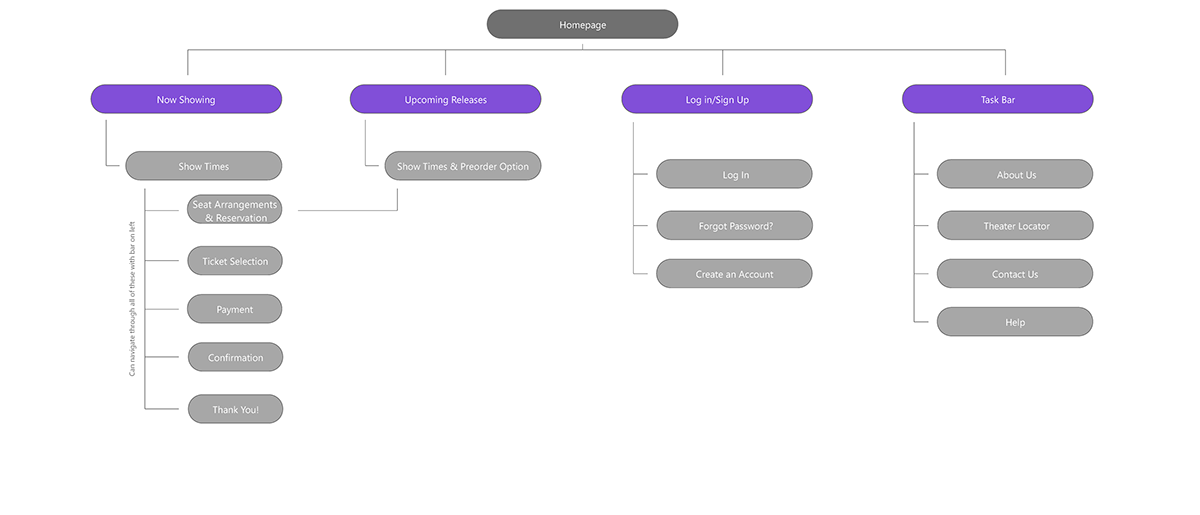 Homepage
Now Showing
Upcoming Releases
Log in/Sign Up
Task Bar
Show Times
Seat Arrangements
& Reservation
Ticket Selection
Payment
Confirmation
Thank You!
Can navigate through all of these with bar on left
Show Times & Preorder Option
Log In
Forgot Password?
Create an Account
About Us
Theater Locator
Contact Us
Help